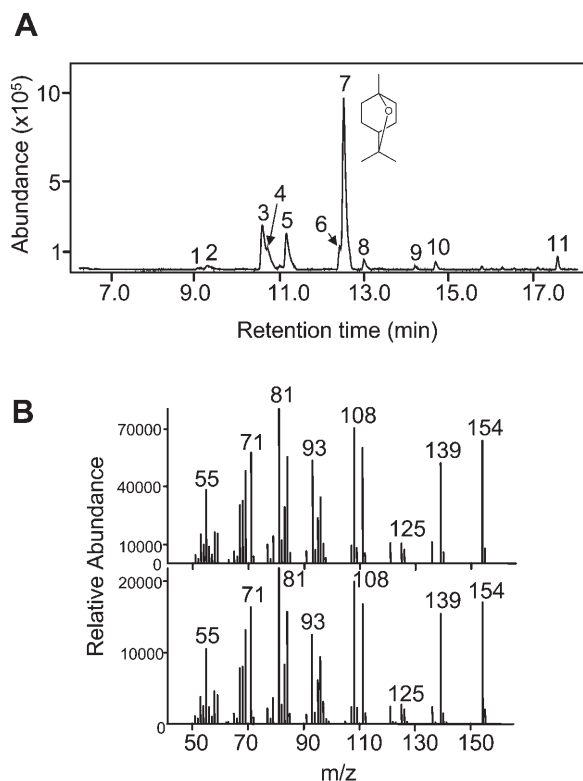 A
Abundance (x10⁵)
10
5
1
1 2 3 4 5 6 7 8 9 10 11
O
7.0 9.0 11.0 13.0 15.0 17.0
Retention time (min)
B
Relative Abundance
70000
40000
10000
0
55 71 81 93 108 125 139 154
20000
10000
0
55 71 81 93 108 125 139 154
50 70 90 110 130 150
m/z